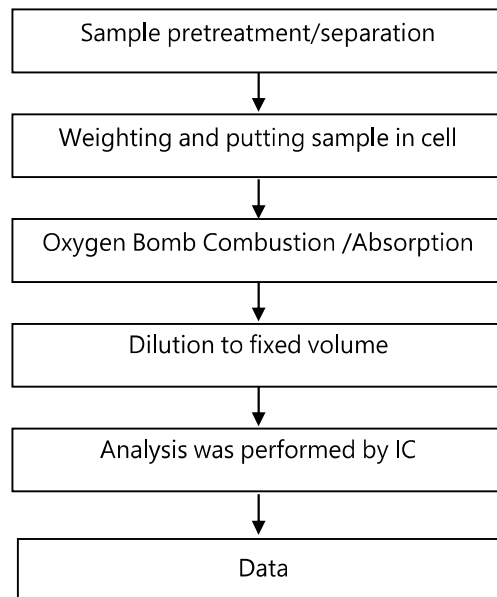 Sample pretreatment/separation
Weighting and putting sample in cell
Oxygen Bomb Combustion /Absorption
Dilution to fixed volume
Analysis was performed by IC
Data